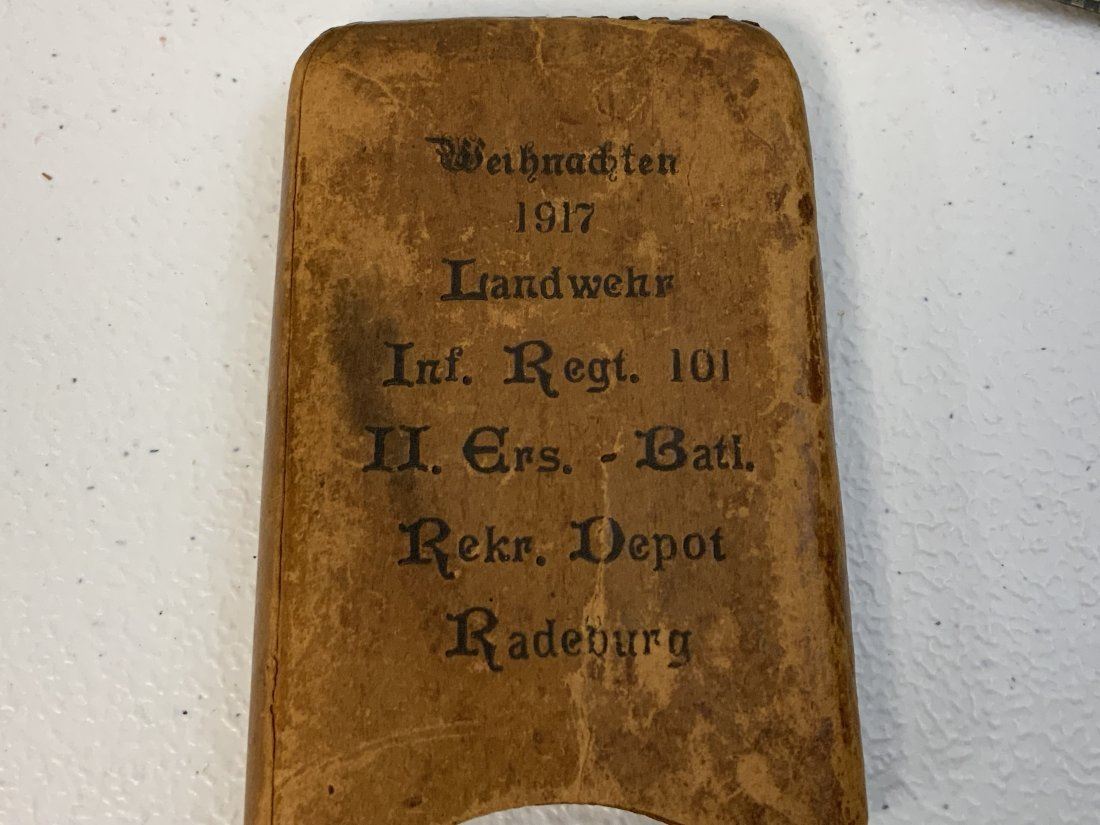 Weihnachten
1917
Landwehr
Inf. Regt. 101
II. Ers. - Batl.
Rekr. Depot
Radeburg